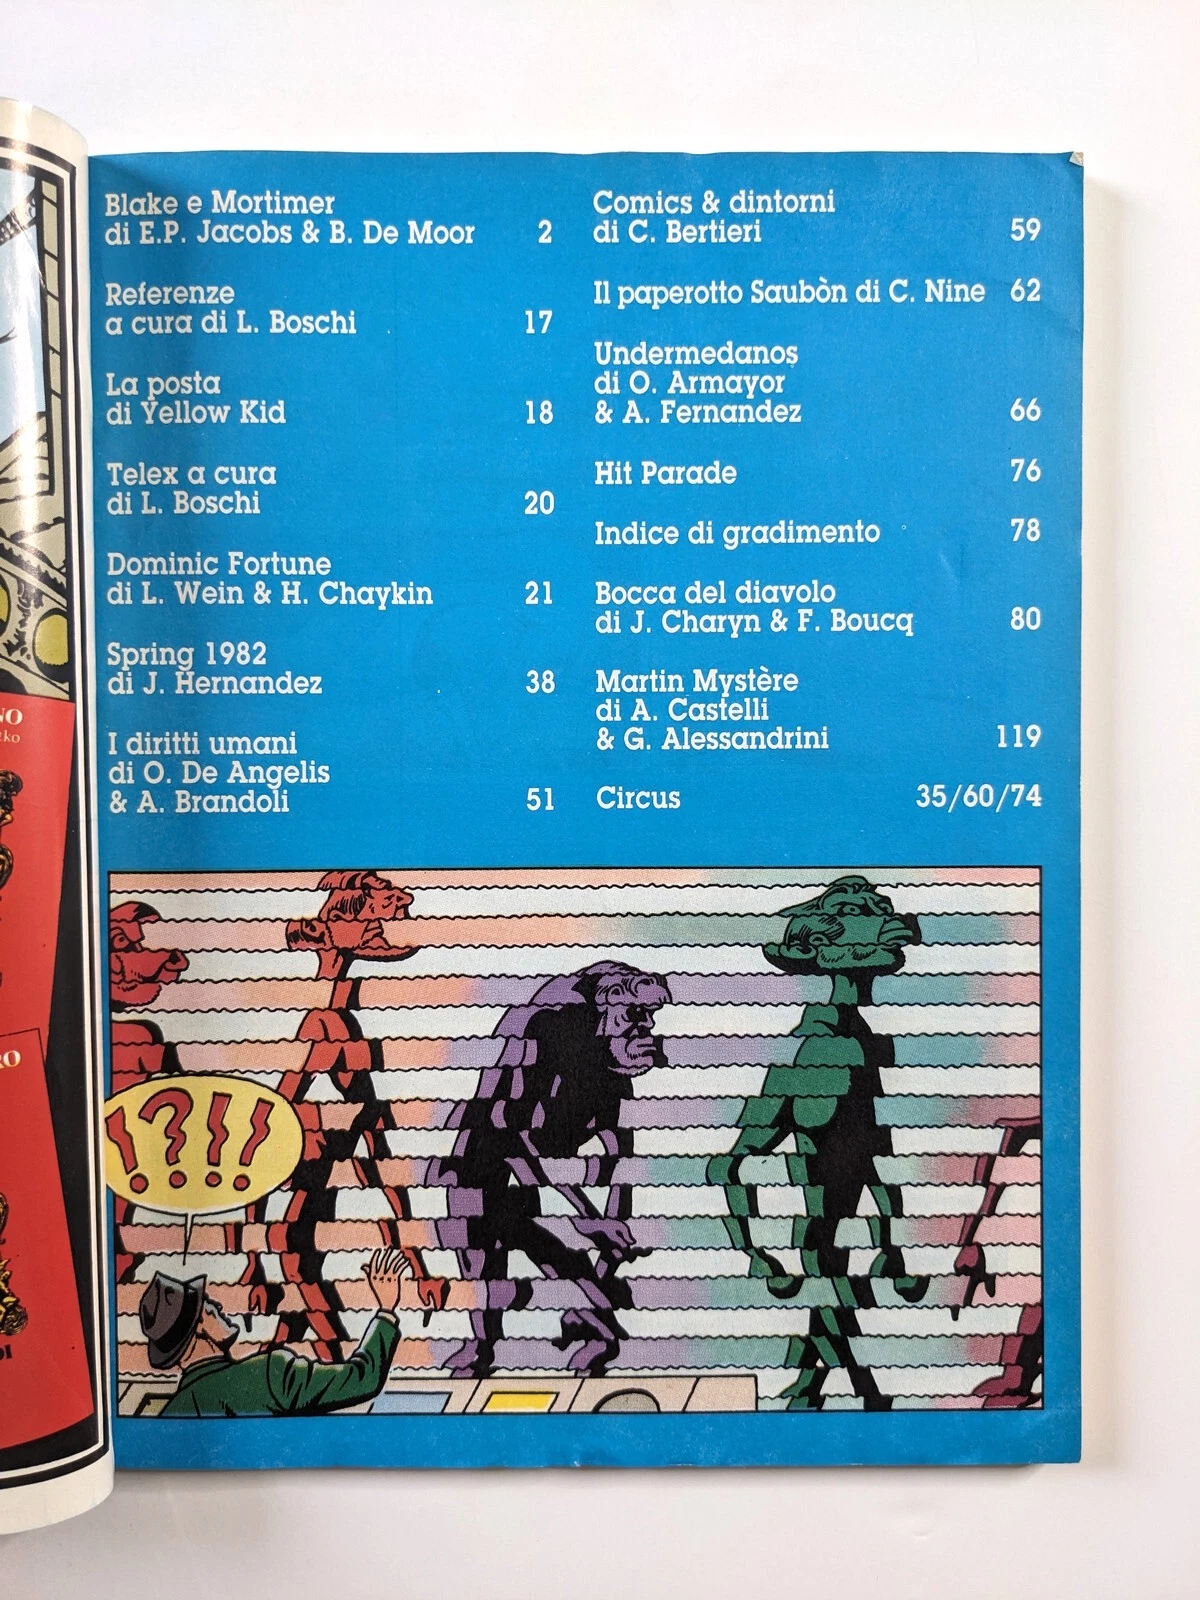 Blake e Mortimer
di E.P. Jacobs & B. De Moor 2
Referenze
a cura di L. Boschi 17
La posta
di Yellow Kid 18
Telex a cura
di L. Boschi 20
Dominic Fortune
di L. Wein & H. Chaykin 21
Spring 1982
di J. Hernandez 38
I diritti umani
di O. De Angelis
& A. Brandoli 51
Comics & dintorni
di C. Bertieri 59
Il paperotto Saubòn di C. Nine 62
Undermedanos
di O. Armayor
& A. Fernandez 66
Hit Parade 76
Indice di gradimento 78
Bocca del diavolo
di J. Charyn & F. Boucq 80
Martin Mystère
di A. Castelli
& G. Alessandrini 119
Circus 35/60/74
!?!!